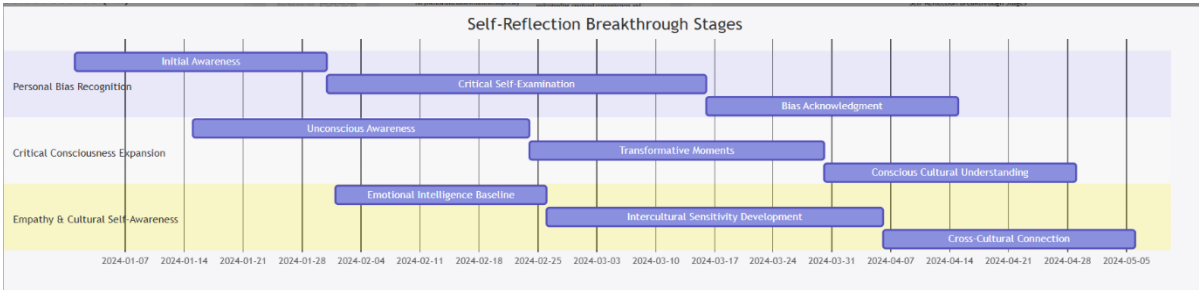 Self-Reflection Breakthrough Stages
Initial Awareness
Personal Bias Recognition
Critical Self-Examination
Bias Acknowledgment
Unconscious Awareness
Critical Consciousness Expansion
Transformative Moments
Conscious Cultural Understanding
Emotional Intelligence Baseline
Empathy & Cultural Self-Awareness
Intercultural Sensitivity Development
Cross-Cultural Connection
2024-01-07 2024-01-14 2024-01-21 2024-01-28 2024-02-04 2024-02-11 2024-02-18 2024-02-25 2024-03-03 2024-03-10 2024-03-17 2024-03-24 2024-03-31 2024-04-07 2024-04-14 2024-04-21 2024-04-28 2024-05-05